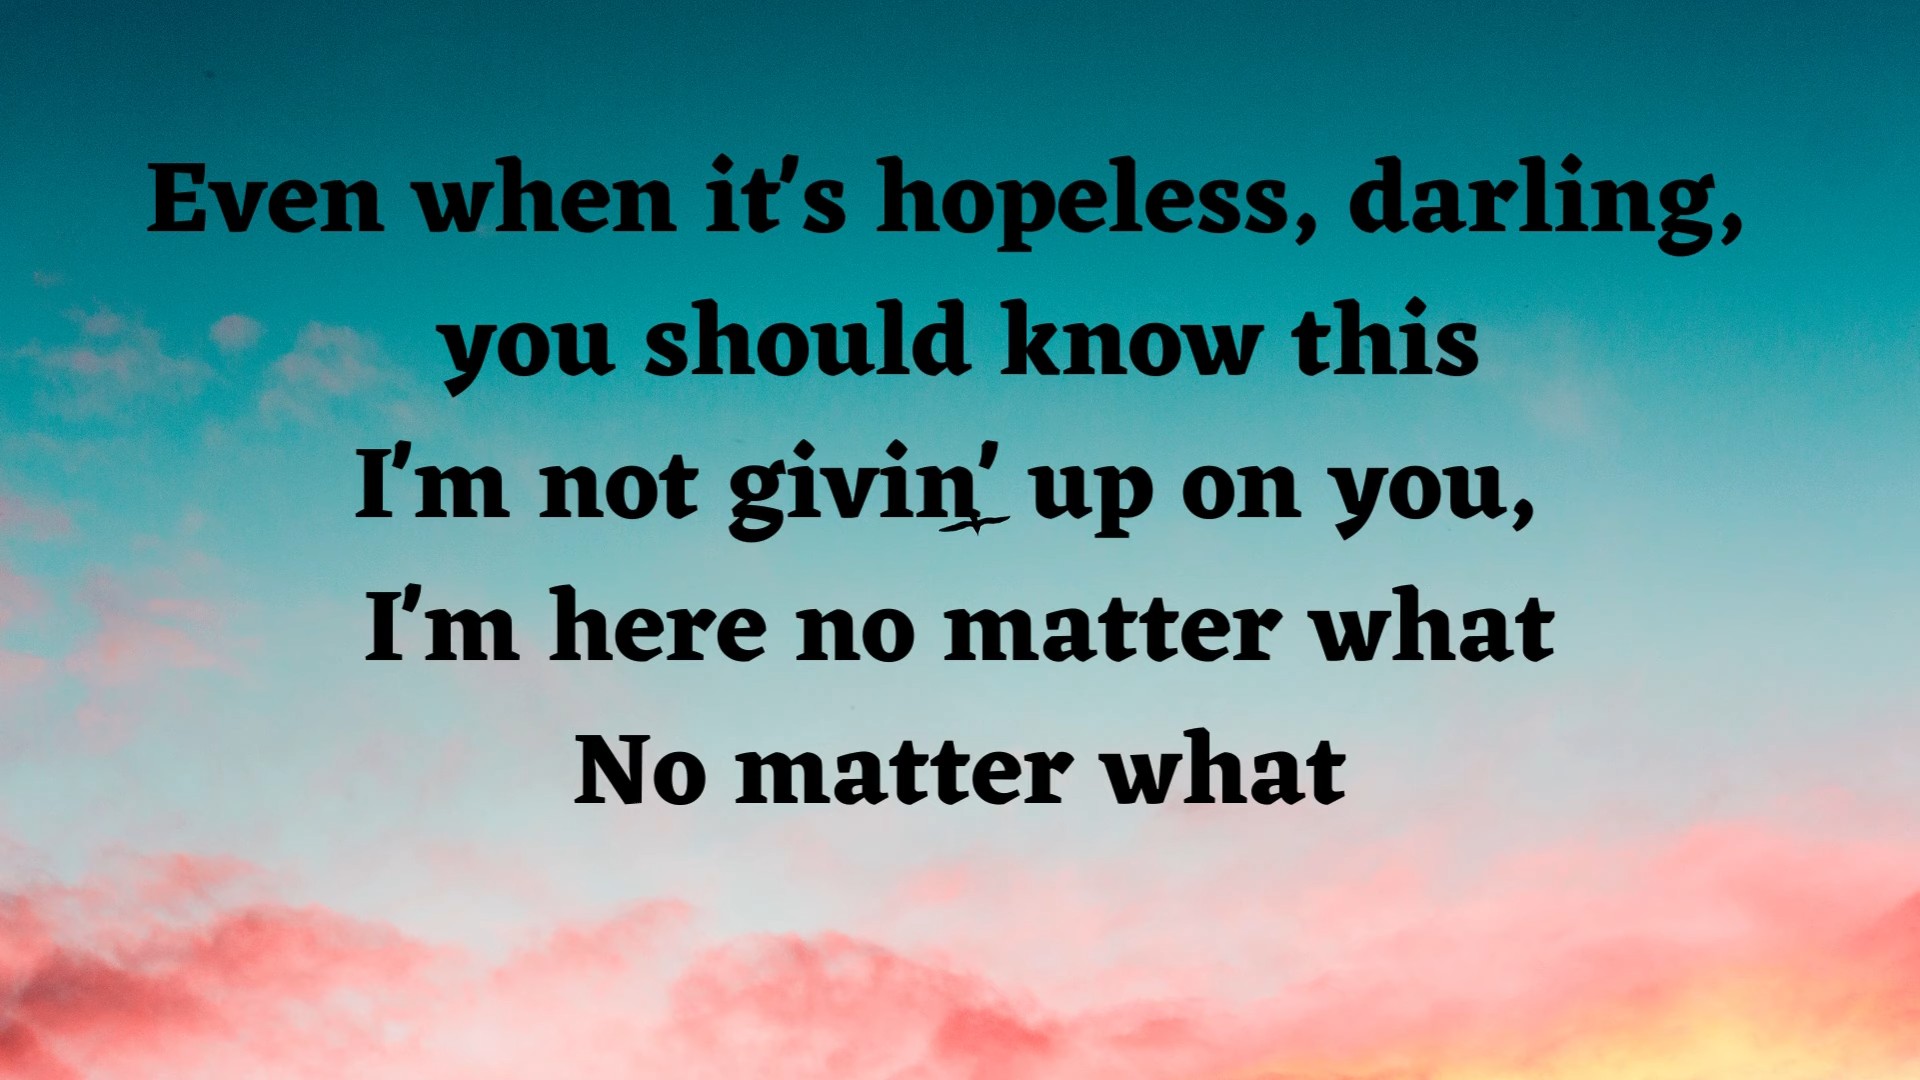 Even when it's hopeless, darling,
you should know this
I'm not givin' up on you,
I'm here no matter what
No matter what